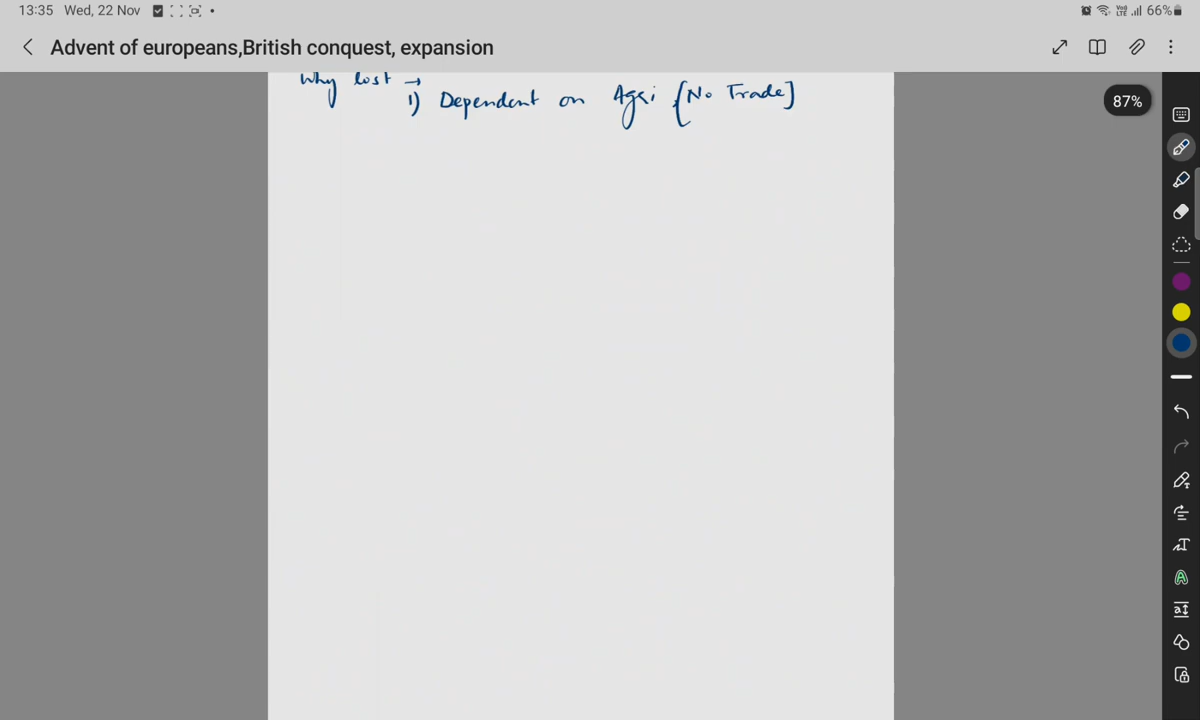 13:35 Wed, 22 Nov
66%
Advent of europeans,British conquest, expansion
Why lost →
1) Dependent on Agri [No Trade]
87%